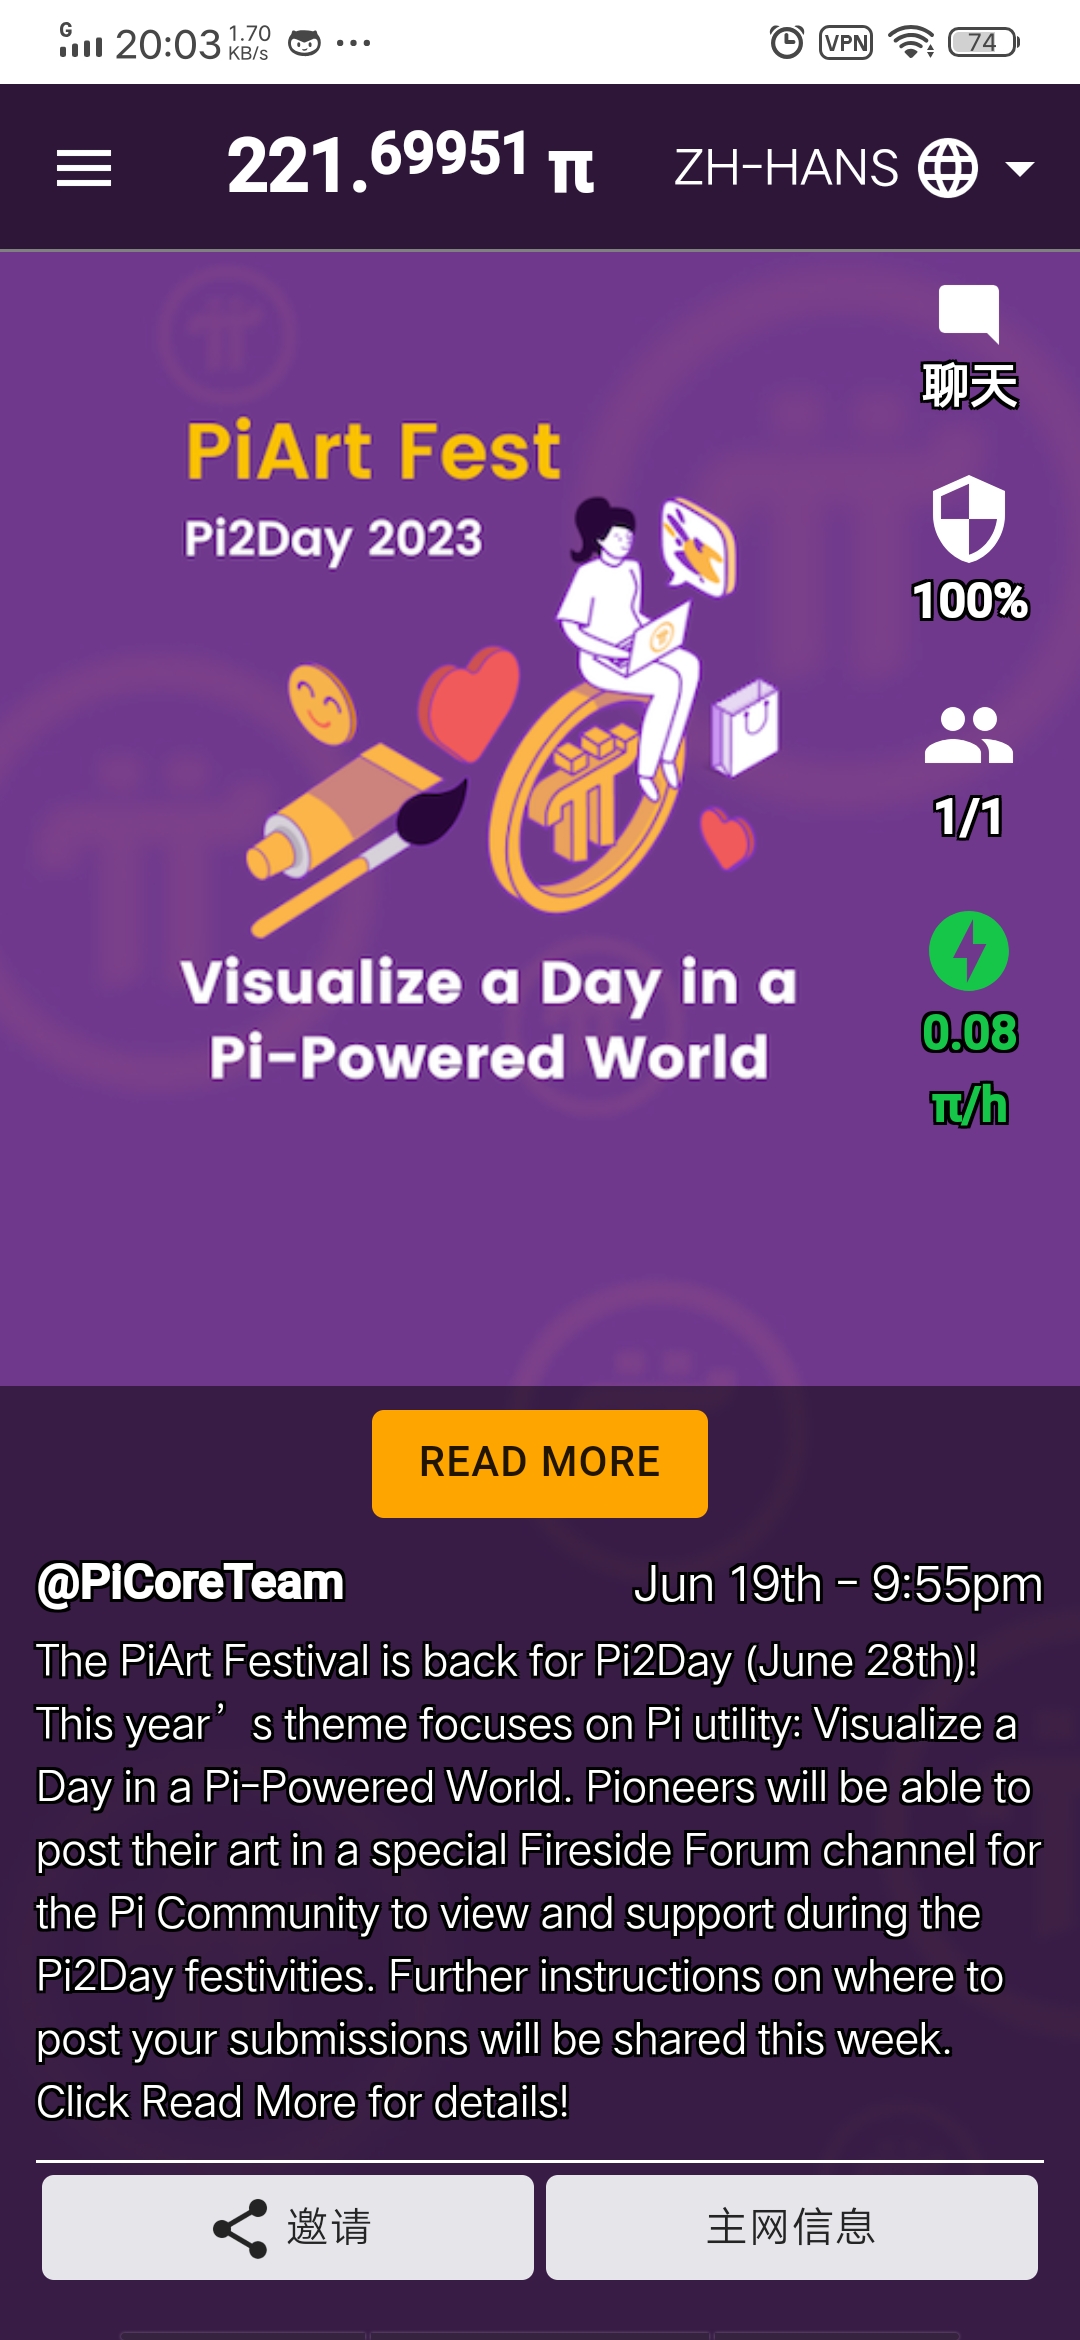 G 20:03 1.70 KB/s ... VPN 74
221.69951 π ZH-HANS
聊天
PiArt Fest
Pi2Day 2023
100%
1/1
Visualize a Day in a
Pi-Powered World
0.08
π/h
READ MORE
@PiCoreTeam Jun 19th - 9:55pm
The PiArt Festival is back for Pi2Day (June 28th)!
This year’s theme focuses on Pi utility: Visualize a
Day in a Pi-Powered World. Pioneers will be able to
post their art in a special Fireside Forum channel for
the Pi Community to view and support during the
Pi2Day festivities. Further instructions on where to
post your submissions will be shared this week.
Click Read More for details!
邀请 主网信息